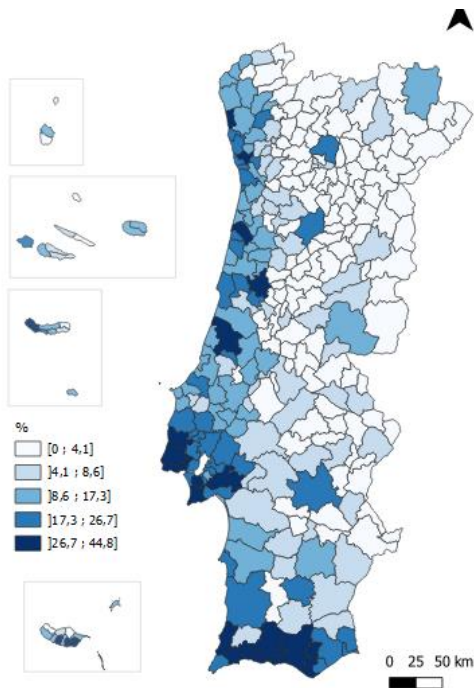 %
[0 ; 4,1]
]4,1 ; 8,6]
]8,6 ; 17,3]
]17,3 ; 26,7]
]26,7 ; 44,8]
0 25 50 km